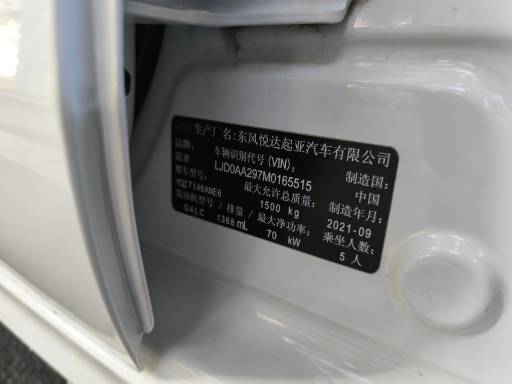 生产厂名:东风悦达起亚汽车有限公司
品牌: 车辆识别代号(VIN): 制造国:
起亚 LJD0AA297M0165515 中国
整车型号: 最大允许总质量: 制造年月:
YQZ7146ANE6 1500 kg 2021-09
发动机型号/排量/最大净功率: 乘坐人数:
G4LC 1368 mL 70 kW 5 人